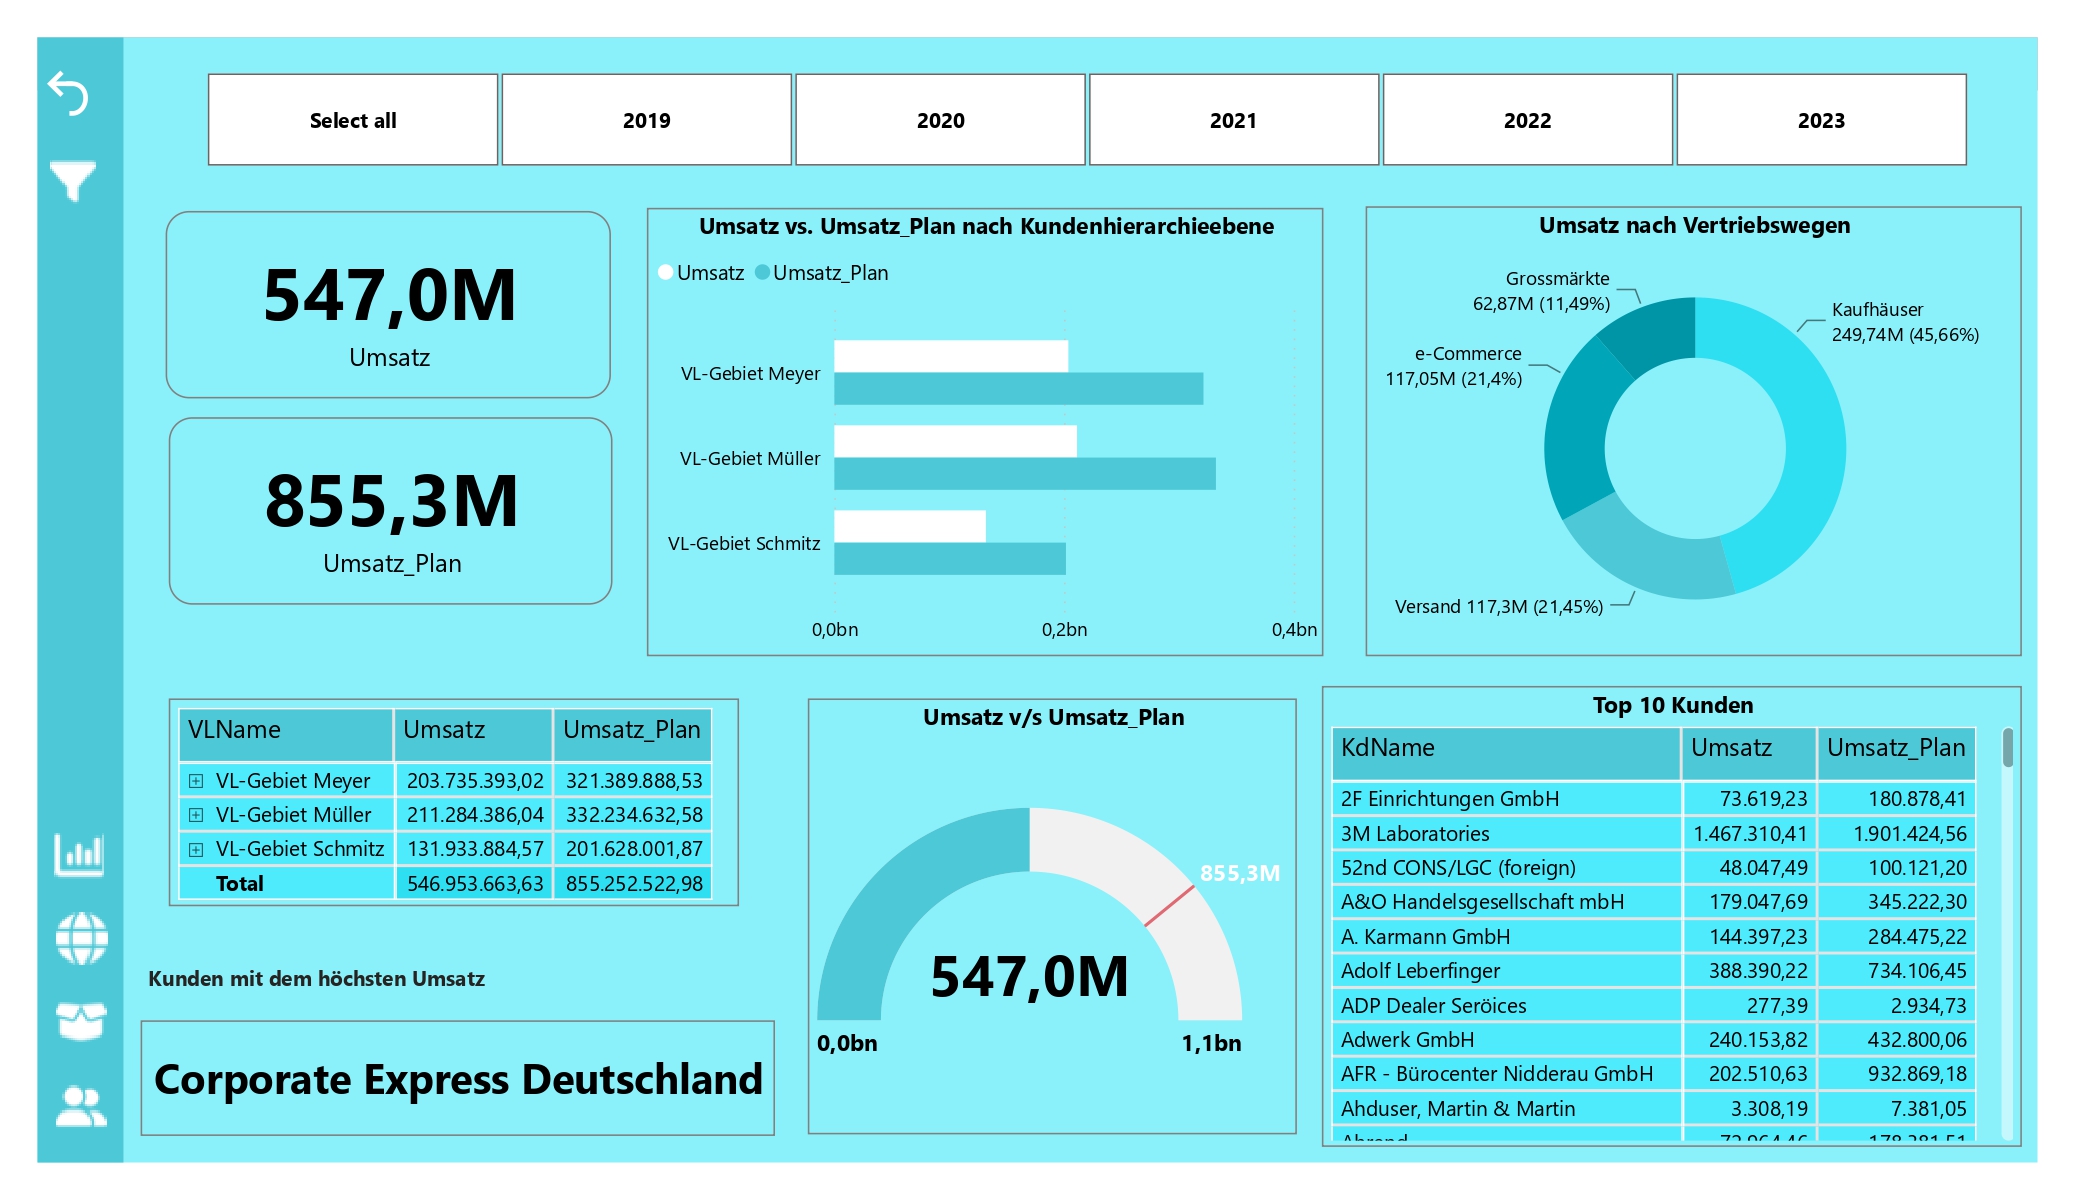 Select all
2019
2020
2021
2022
2023
547,0M
Umsatz
855,3M
Umsatz_Plan
Umsatz vs. Umsatz_Plan nach Kundenhierarchieebene
Umsatz Umsatz_Plan
VL-Gebiet Meyer
VL-Gebiet Müller
VL-Gebiet Schmitz
0,0bn 0,2bn 0,4bn
Umsatz nach Vertriebswegen
Grossmärkte
62,87M (11,49%)
Kaufhäuser
249,74M (45,66%)
e-Commerce
117,05M (21,4%)
Versand 117,3M (21,45%)
VLName Umsatz Umsatz_Plan
VL-Gebiet Meyer 203.735.393,02 321.389.888,53
VL-Gebiet Müller 211.284.386,04 332.234.632,58
VL-Gebiet Schmitz 131.933.884,57 201.628.001,87
Total 546.953.663,63 855.252.522,98
Kunden mit dem höchsten Umsatz
Corporate Express Deutschland
Umsatz v/s Umsatz_Plan
855,3M
547,0M
0,0bn 1,1bn
Top 10 Kunden
KdName Umsatz Umsatz_Plan
2F Einrichtungen GmbH 73.619,23 180.878,41
3M Laboratories 1.467.310,41 1.901.424,56
52nd CONS/LGC (foreign) 48.047,49 100.121,20
A&O Handelsgesellschaft mbH 179.047,69 345.222,30
A. Karmann GmbH 144.397,23 284.475,22
Adolf Leberfinger 388.390,22 734.106,45
ADP Dealer Seröices 277,39 2.934,73
Adwerk GmbH 240.153,82 432.800,06
AFR - Bürocenter Nidderau GmbH 202.510,63 932.869,18
Ahduser, Martin & Martin 3.308,19 7.381,05